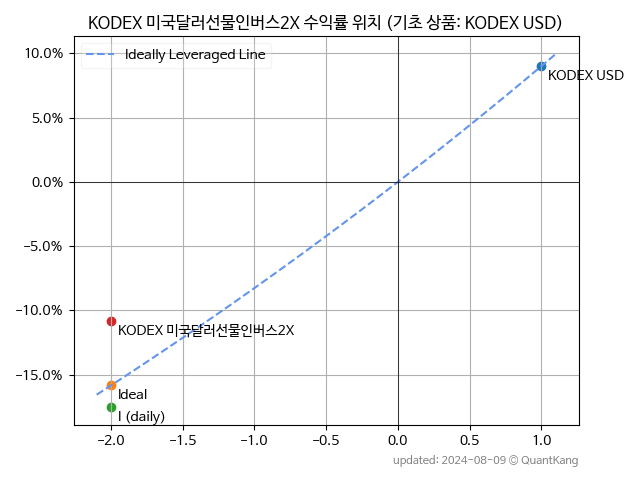 KODEX 미국달러선물인버스2X 수익률 위치 (기초 상품: KODEX USD)
10.0%
Ideally Leveraged Line
KODEX USD
5.0%
0.0%
−5.0%
−10.0%
KODEX 미국달러선물인버스2X
−15.0%
Ideal
I (daily)
−2.0 −1.5 −1.0 −0.5 0.0 0.5 1.0
updated: 2024-08-09 © QuantKang